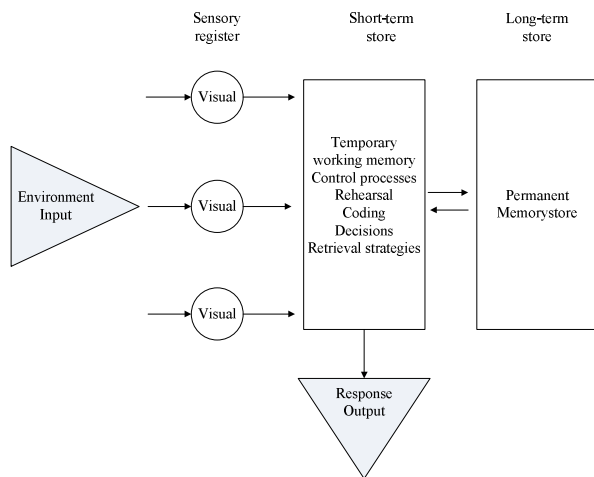 Sensory
register
Short-term
store
Long-term
store
Visual
Environment
Input
Visual
Visual
Temporary
working memory
Control processes
Rehearsal
Coding
Decisions
Retrieval strategies
Permanent
Memorystore
Response
Output